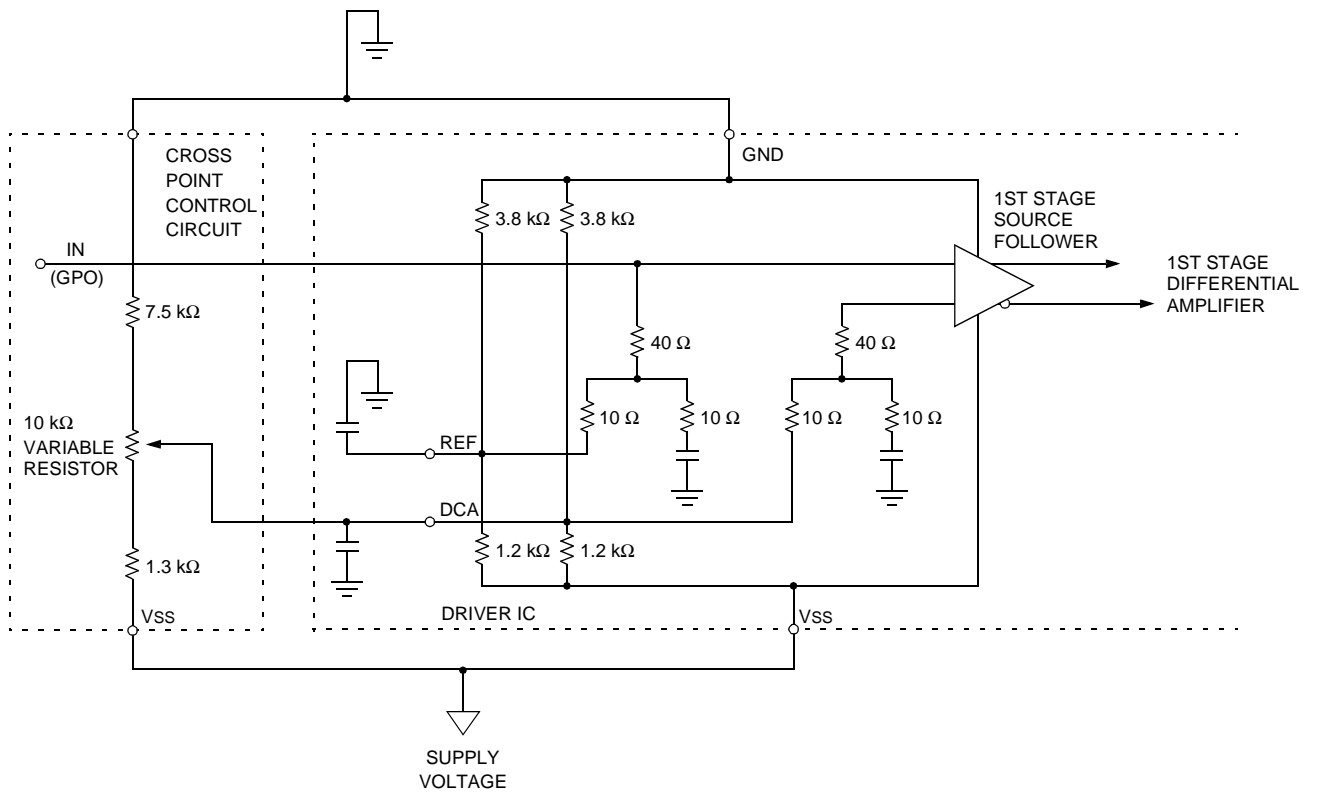 CROSS
POINT
CONTROL
CIRCUIT
GND
1ST STAGE
SOURCE
FOLLOWER
3.8 kΩ
3.8 kΩ
IN
(GPO)
1ST STAGE
DIFFERENTIAL
AMPLIFIER
7.5 kΩ
40 Ω
40 Ω
10 kΩ
VARIABLE
RESISTOR
10 Ω
10 Ω
10 Ω
10 Ω
REF
DCA
1.3 kΩ
1.2 kΩ
1.2 kΩ
VSS
DRIVER IC
VSS
SUPPLY
VOLTAGE